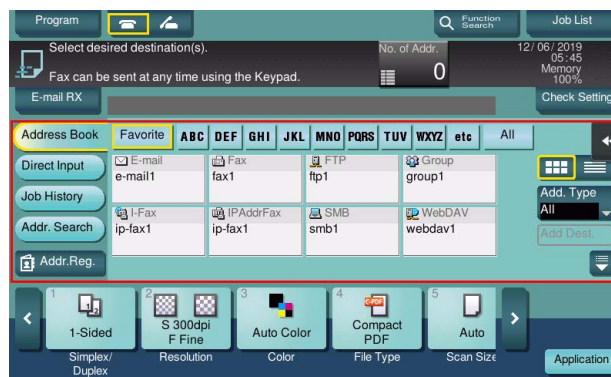 Program
Function Search
Job List
Select desired destination(s).
Fax can be sent at any time using the Keypad.
No. of Addr.
0
12/06/2019
05:45
Memory
100%
E-mail RX
Check Setting
Address Book
Favorite ABC DEF GHI JKL MNO PQRS TUV WXYZ etc All
Direct Input
Job History
Addr. Search
Addr.Reg.
E-mail
e-mail1
Fax
fax1
FTP
ftp1
Group
group1
I-Fax
ip-fax1
IPAddrFax
ip-fax1
SMB
smb1
WebDAV
webdav1
Add. Type
All
Add Dest.
1
1-Sided
Simplex/
Duplex
2
S 300dpi
F Fine
Resolution
3
Auto Color
Color
4
C-PDF
Compact
PDF
File Type
5
Auto
Scan Size
Application